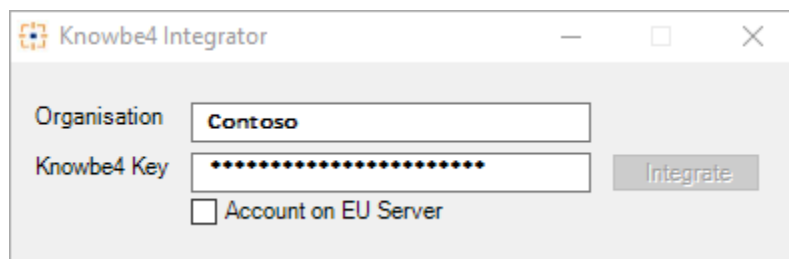 Knowbe4 Integrator
Organisation Contoso
Knowbe4 Key *********************** Integrate
Account on EU Server